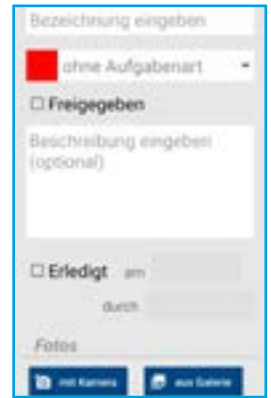 Bezeichnung eingeben
ohne Aufgabenart
Freigegeben
Beschreibung eingeben
(optional)
Erledigt am
durch
Fotos
mit Kamera aus Galerie